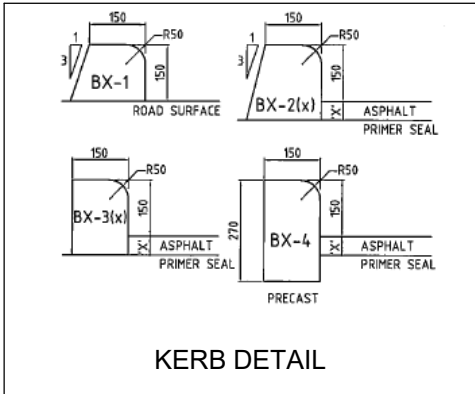 150
R50
1
3
BX-1
150
ROAD SURFACE
150
R50
1
3
BX-2(x)
150
'X'
ASPHALT
PRIMER SEAL
150
R50
BX-3(x)
150
'X'
ASPHALT
PRIMER SEAL
150
R50
270
BX-4
150
'X'
ASPHALT
PRIMER SEAL
PRECAST
KERB DETAIL